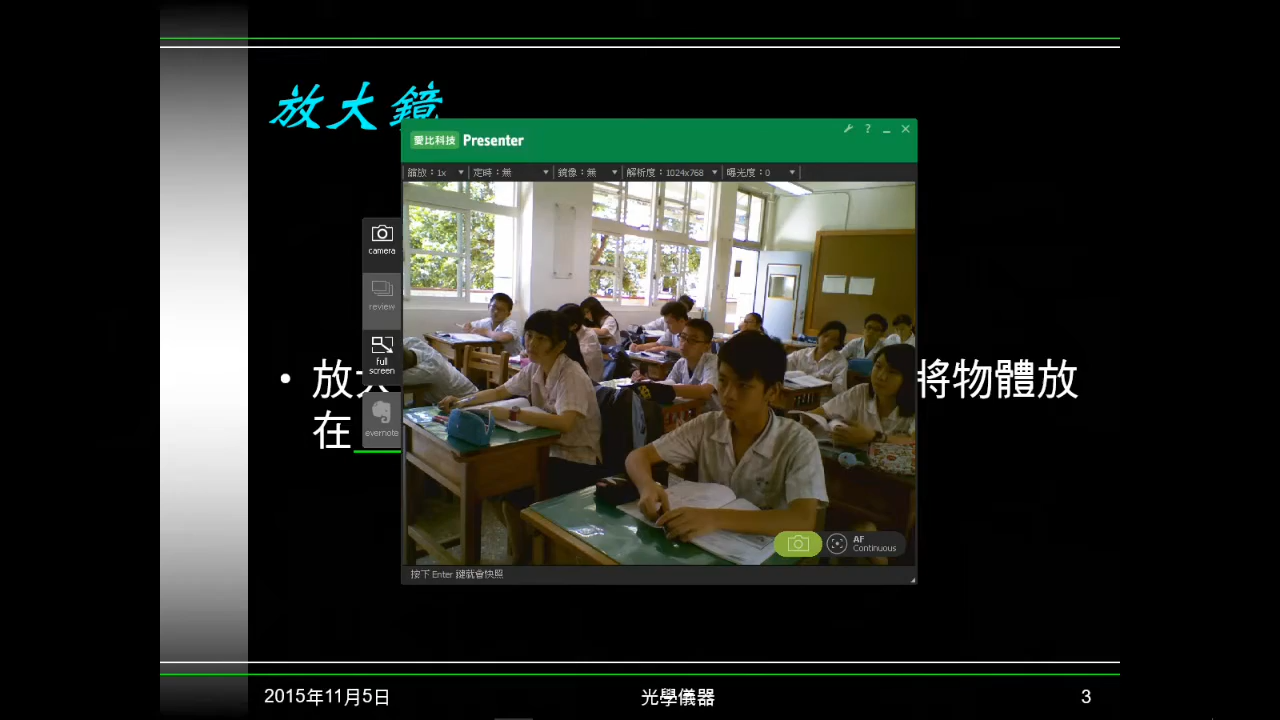 放大鏡
愛比科技 Presenter
縮放：1x 定時：無 鏡像：無 解析度：1024x768 曝光度：0
camera
review
full
screen
evernote
• 放大
將物體放
在
AF
Continuous
按下 Enter 鍵就會快照
2015年11月5日 光學儀器 3